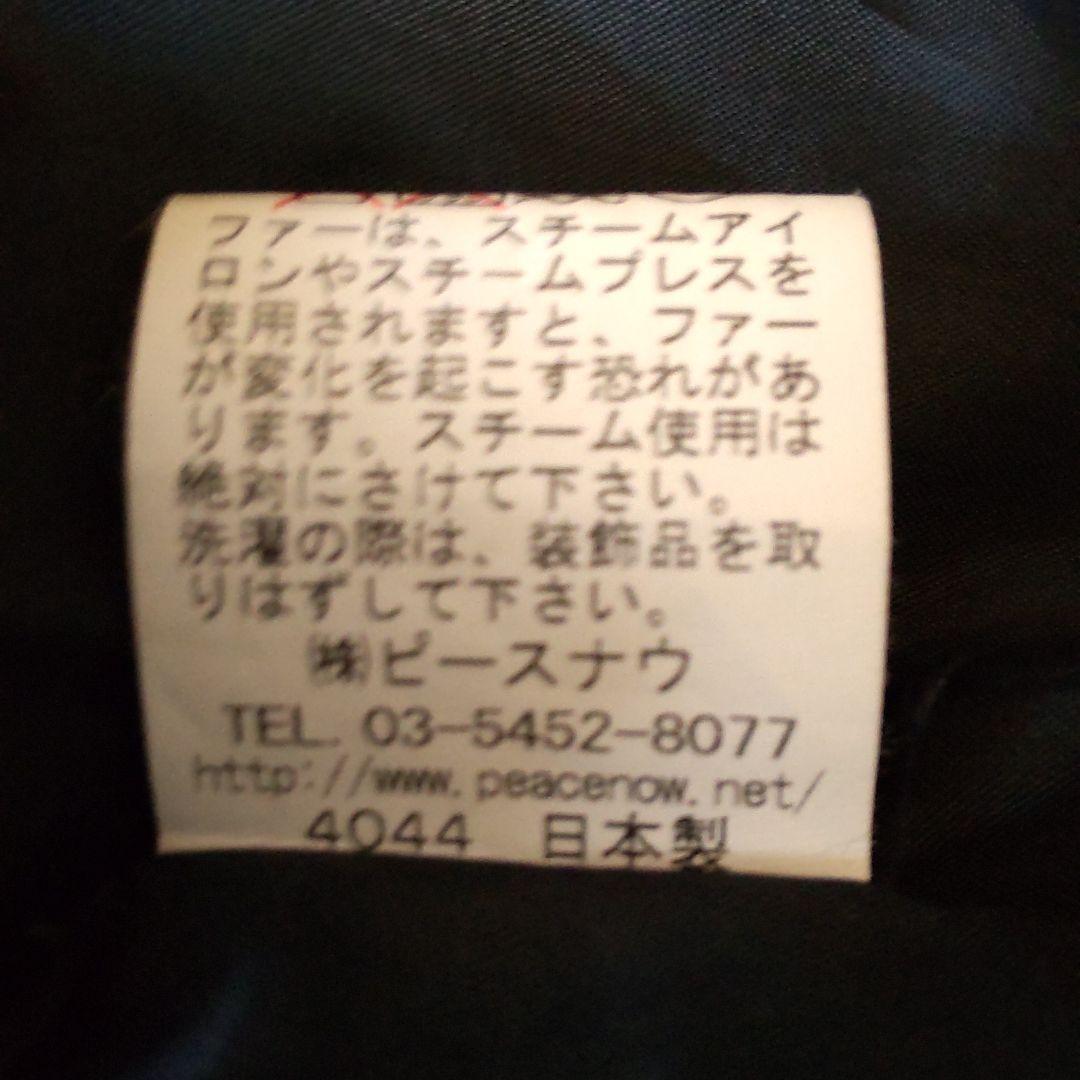 ファーは、スチームアイ
ロンやスチームプレスを
使用されますと、ファー
が変化を起こす恐れがあ
ります。スチーム使用は
絶対にさけて下さい。
洗濯の際は、装飾品を取
りはずして下さい。
㈱ピースナウ
TEL. 03-5452-8077
http://www.peacenow.net/
4044 日本製